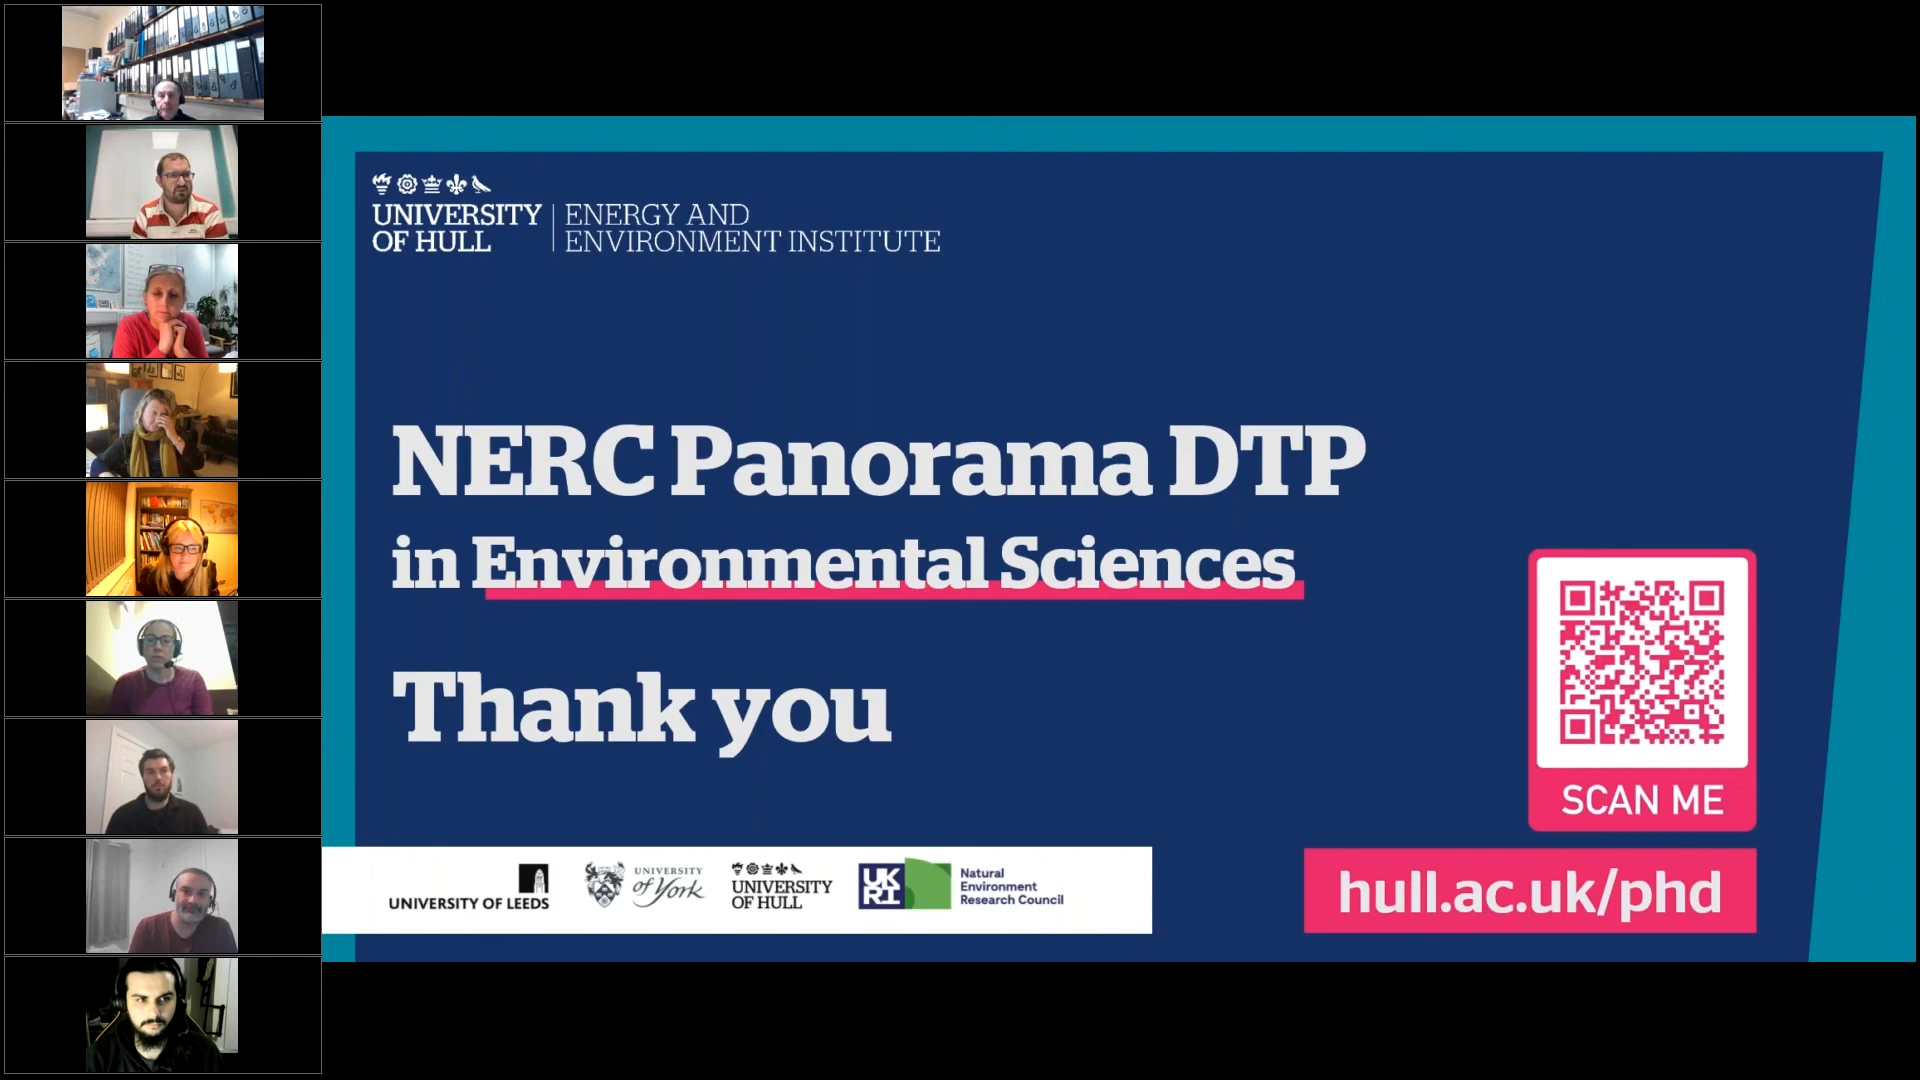 UNIVERSITY
OF HULL
ENERGY AND
ENVIRONMENT INSTITUTE
NERC Panorama DTP
in Environmental Sciences
Thank you
SCAN ME
hull.ac.uk/phd
UNIVERSITY OF LEEDS
UNIVERSITY
of York
UNIVERSITY
OF HULL
UK
RI
Natural
Environment
Research Council